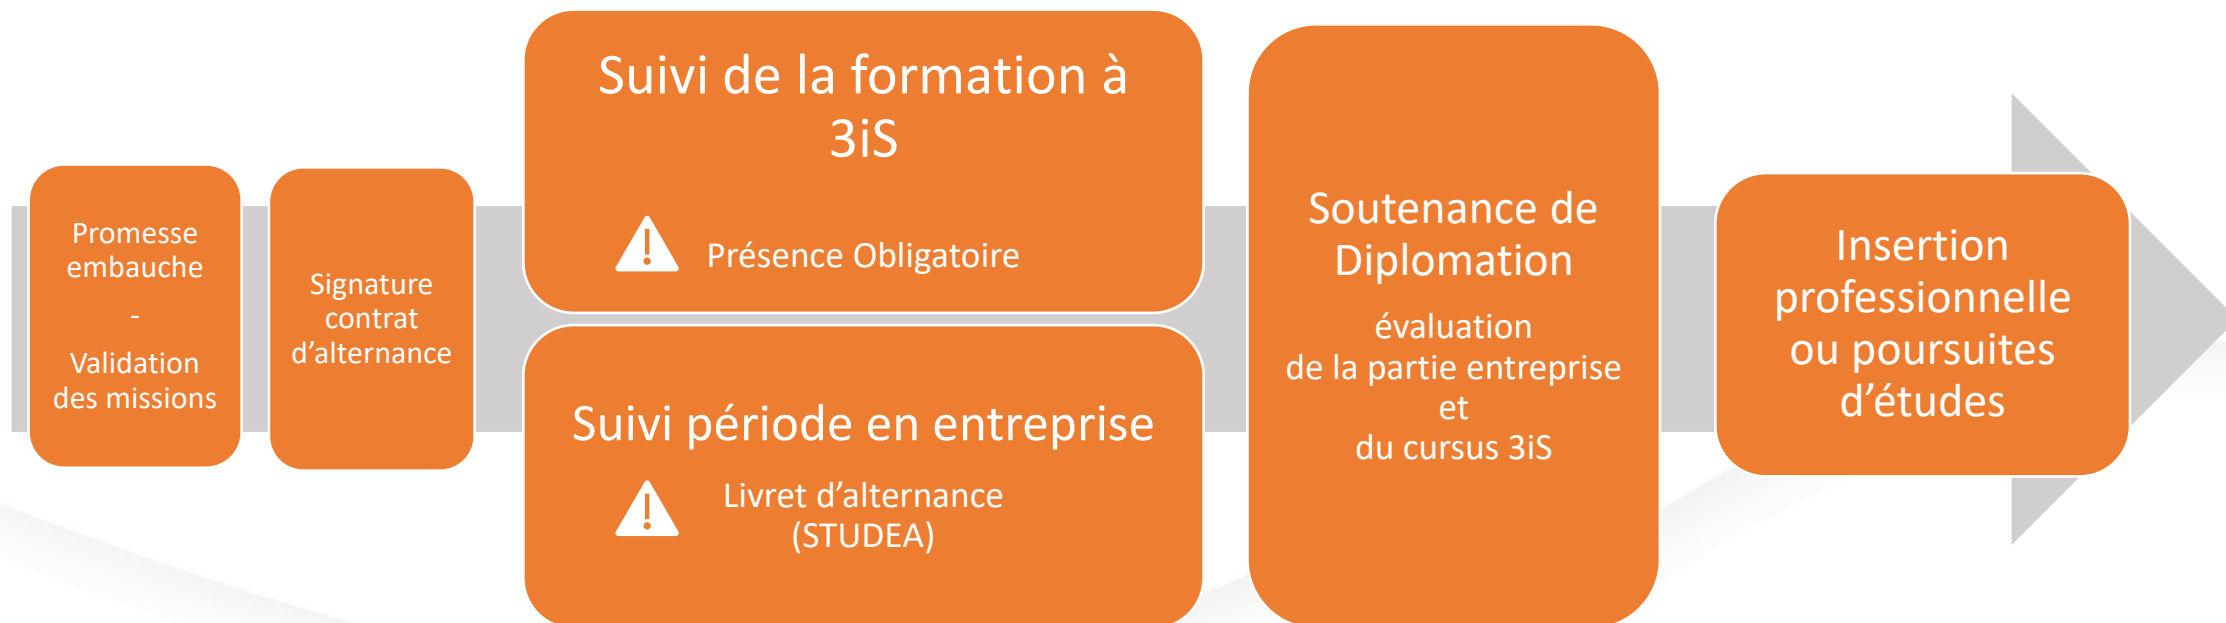 Promesse
embauche
-
Validation
des missions
Signature
contrat
d’alternance
Suivi de la formation à
3iS
Présence Obligatoire
Suivi période en entreprise
Livret d’alternance
(STUDEA)
Soutenance de
Diplomation
évaluation
de la partie entreprise
et
du cursus 3iS
Insertion
professionnelle
ou poursuites
d’études